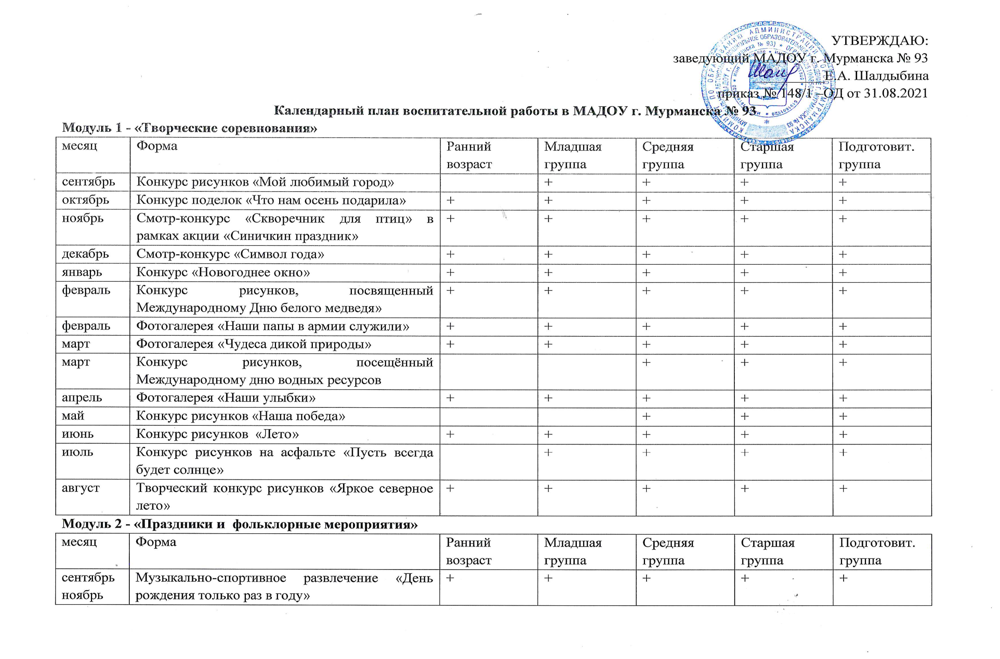 УТВЕРЖДАЮ:
заведующий МАДОУ г. Мурманска № 93
Е.А. Шалдыбина
приказ № 148/1 –ОД от 31.08.2021
Календарный план воспитательной работы в МАДОУ г. Мурманска № 93
Модуль 1 - «Творческие соревнования»
месяц Форма Ранний возраст Младшая группа Средняя группа Старшая группа Подготовит. группа
сентябрь Конкурс рисунков «Мой любимый город» + + + +
октябрь Конкурс поделок «Что нам осень подарила» + + + + +
ноябрь Смотр-конкурс «Скворечник для птиц» в + + + + +
рамках акции «Синичкин праздник»
декабрь Смотр-конкурс «Символ года» + + + + +
январь Конкурс «Новогоднее окно» + + + + +
февраль Конкурс рисунков, посвященный + + + + +
Международному Дню белого медведя»
февраль Фотогалерея «Наши папы в армии служили» + + + + +
март Фотогалерея «Чудеса дикой природы» + + + + +
март Конкурс рисунков, посещённый + + +
Международному дню водных ресурсов
апрель Фотогалерея «Наши улыбки» + + + + +
май Конкурс рисунков «Наша победа» + + +
июнь Конкурс рисунков «Лето» + + + + +
июль Конкурс рисунков на асфальте «Пусть всегда + + + +
будет солнце»
август Творческий конкурс рисунков «Яркое северное + + + + +
лето»
Модуль 2 - «Праздники и фольклорные мероприятия»
месяц Форма Ранний возраст Младшая группа Средняя группа Старшая группа Подготовит. группа
сентябрь Музыкально-спортивное развлечение «День + + + + +
ноябрь рождения только раз в году»